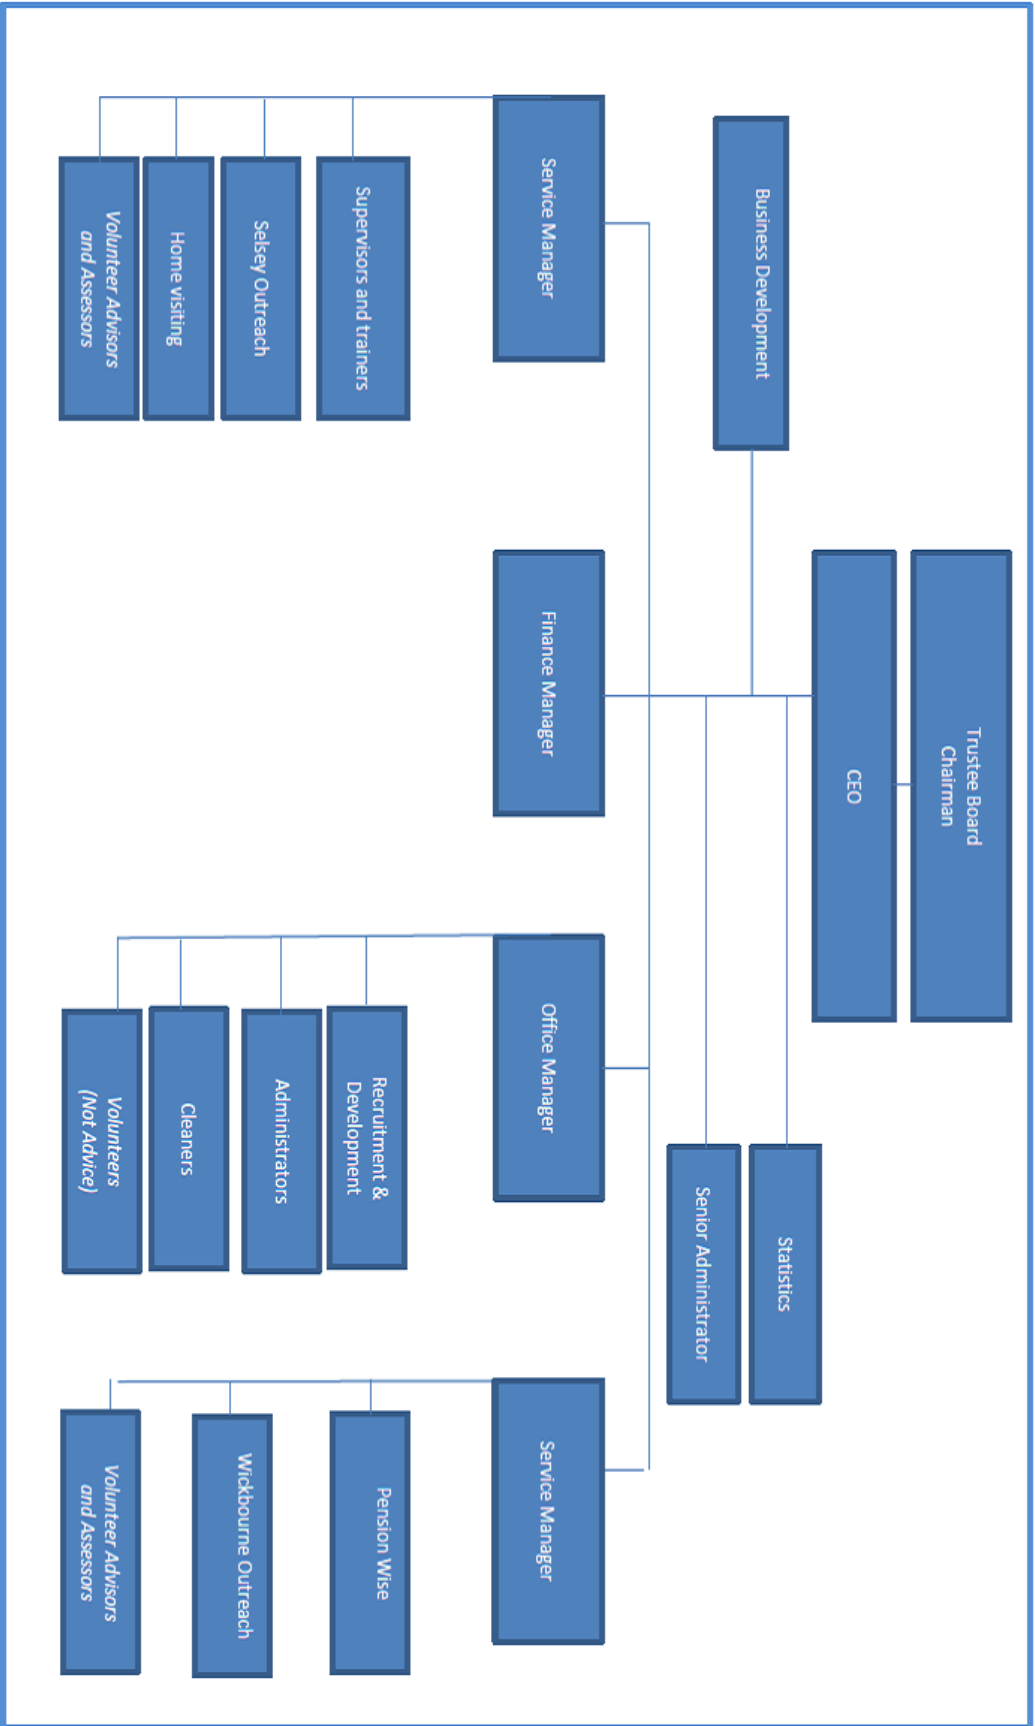 Trustee Board
Chairman
CEO
Business Development
Statistics
Senior Administrator
Service Manager
Supervisors and trainers
Selsey Outreach
Home visiting
Volunteer Advisors
and Assessors
Finance Manager
Office Manager
Recruitment &
Development
Administrators
Cleaners
Volunteers
(Not Advice)
Service Manager
Pension Wise
Wickbourne Outreach
Volunteer Advisors
and Assessors